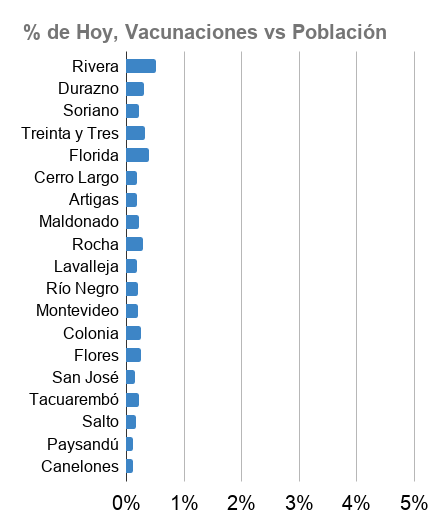 % de Hoy, Vacunaciones vs Población
Rivera
Durazno
Soriano
Treinta y Tres
Florida
Cerro Largo
Artigas
Maldonado
Rocha
Lavalleja
Río Negro
Montevideo
Colonia
Flores
San José
Tacuarembó
Salto
Paysandú
Canelones
0% 1% 2% 3% 4% 5%